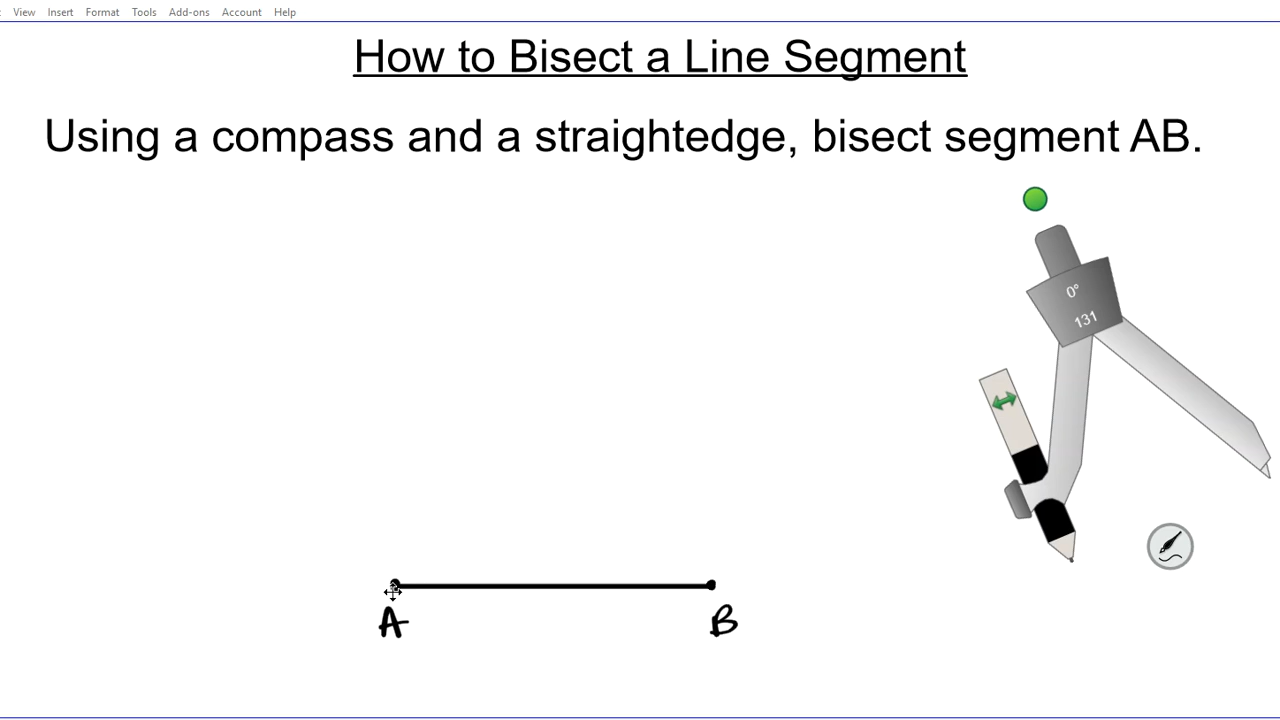 View Insert Format Tools Add-ons Account Help
How to Bisect a Line Segment
Using a compass and a straightedge, bisect segment AB.
0°
131
A B